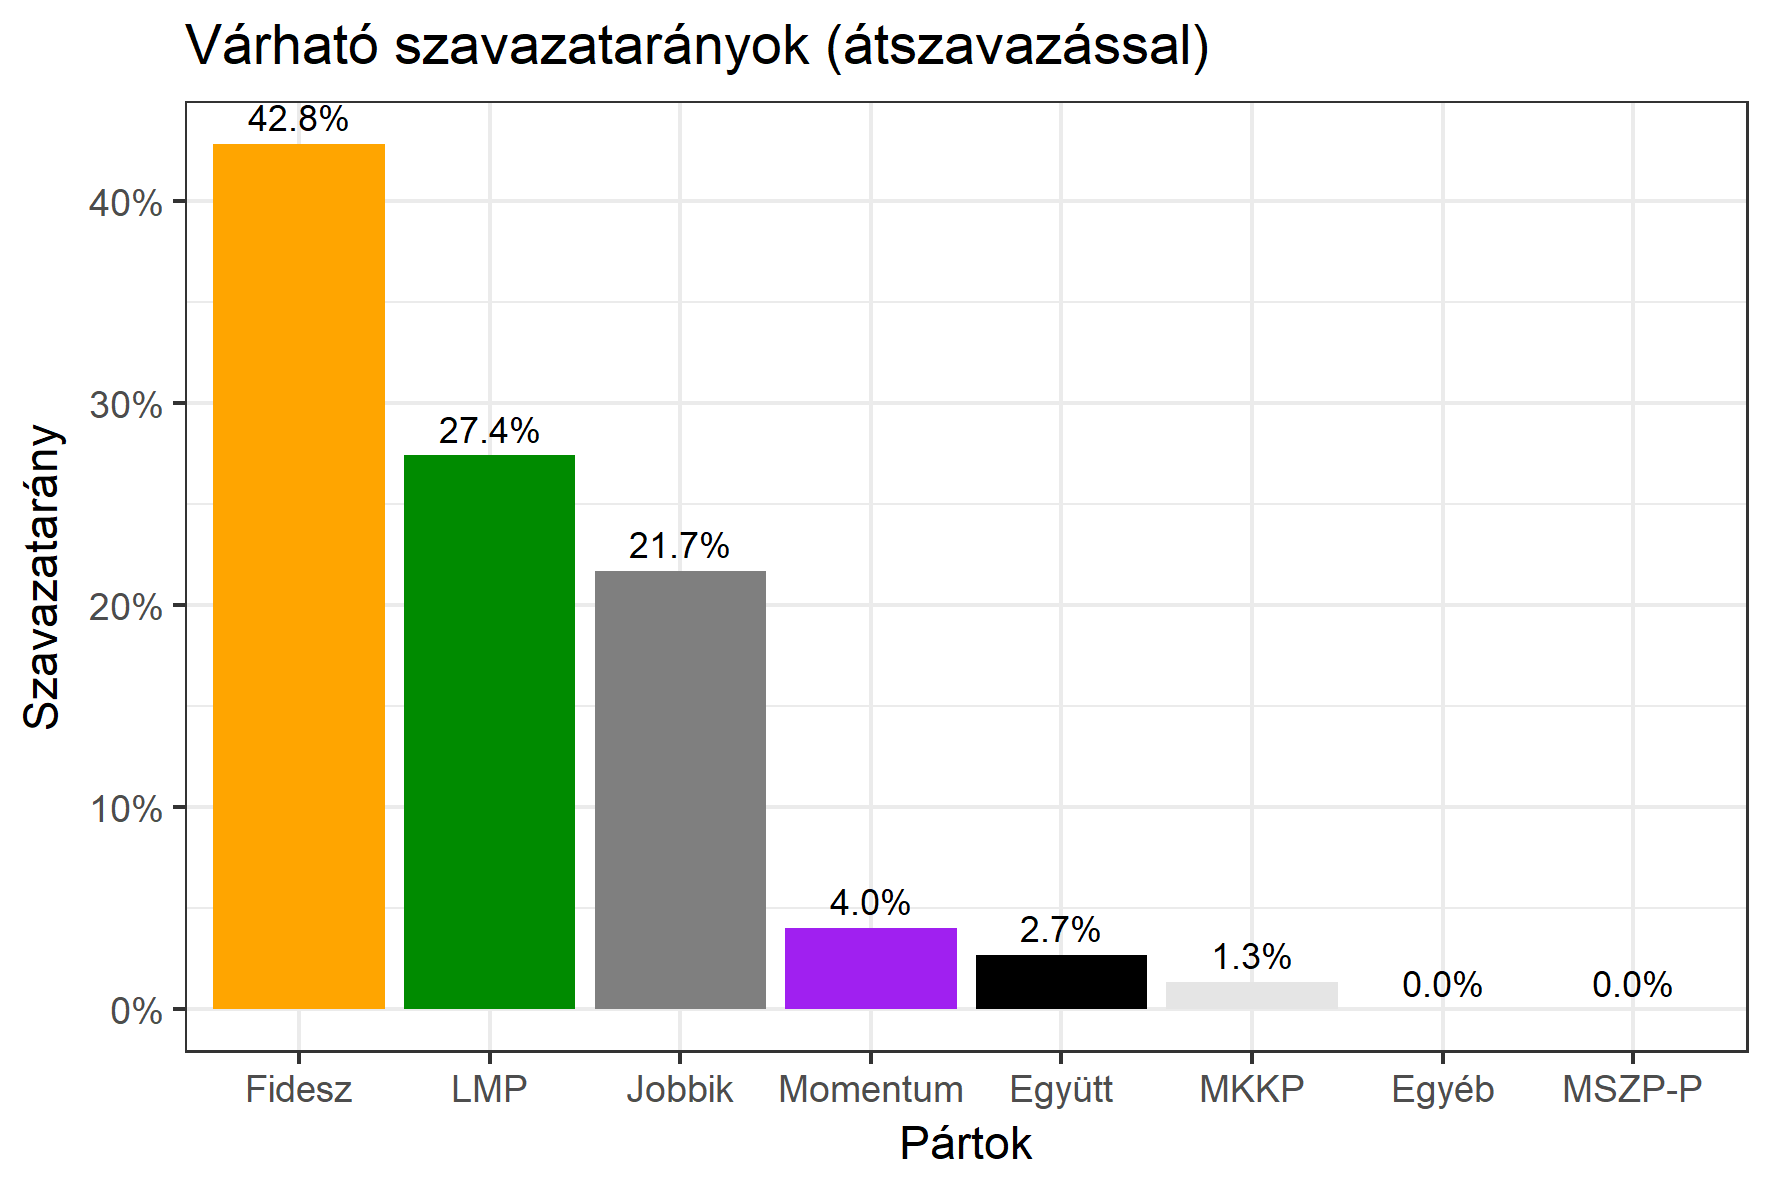 Várható szavazatarányok (átszavazással)
42.8%
27.4%
21.7%
4.0%
2.7%
1.3%
0.0%
0.0%
40%
30%
20%
10%
0%
Szavazatarány
Fidesz
LMP
Jobbik
Momentum
Együtt
MKKP
Egyéb
MSZP-P
Pártok